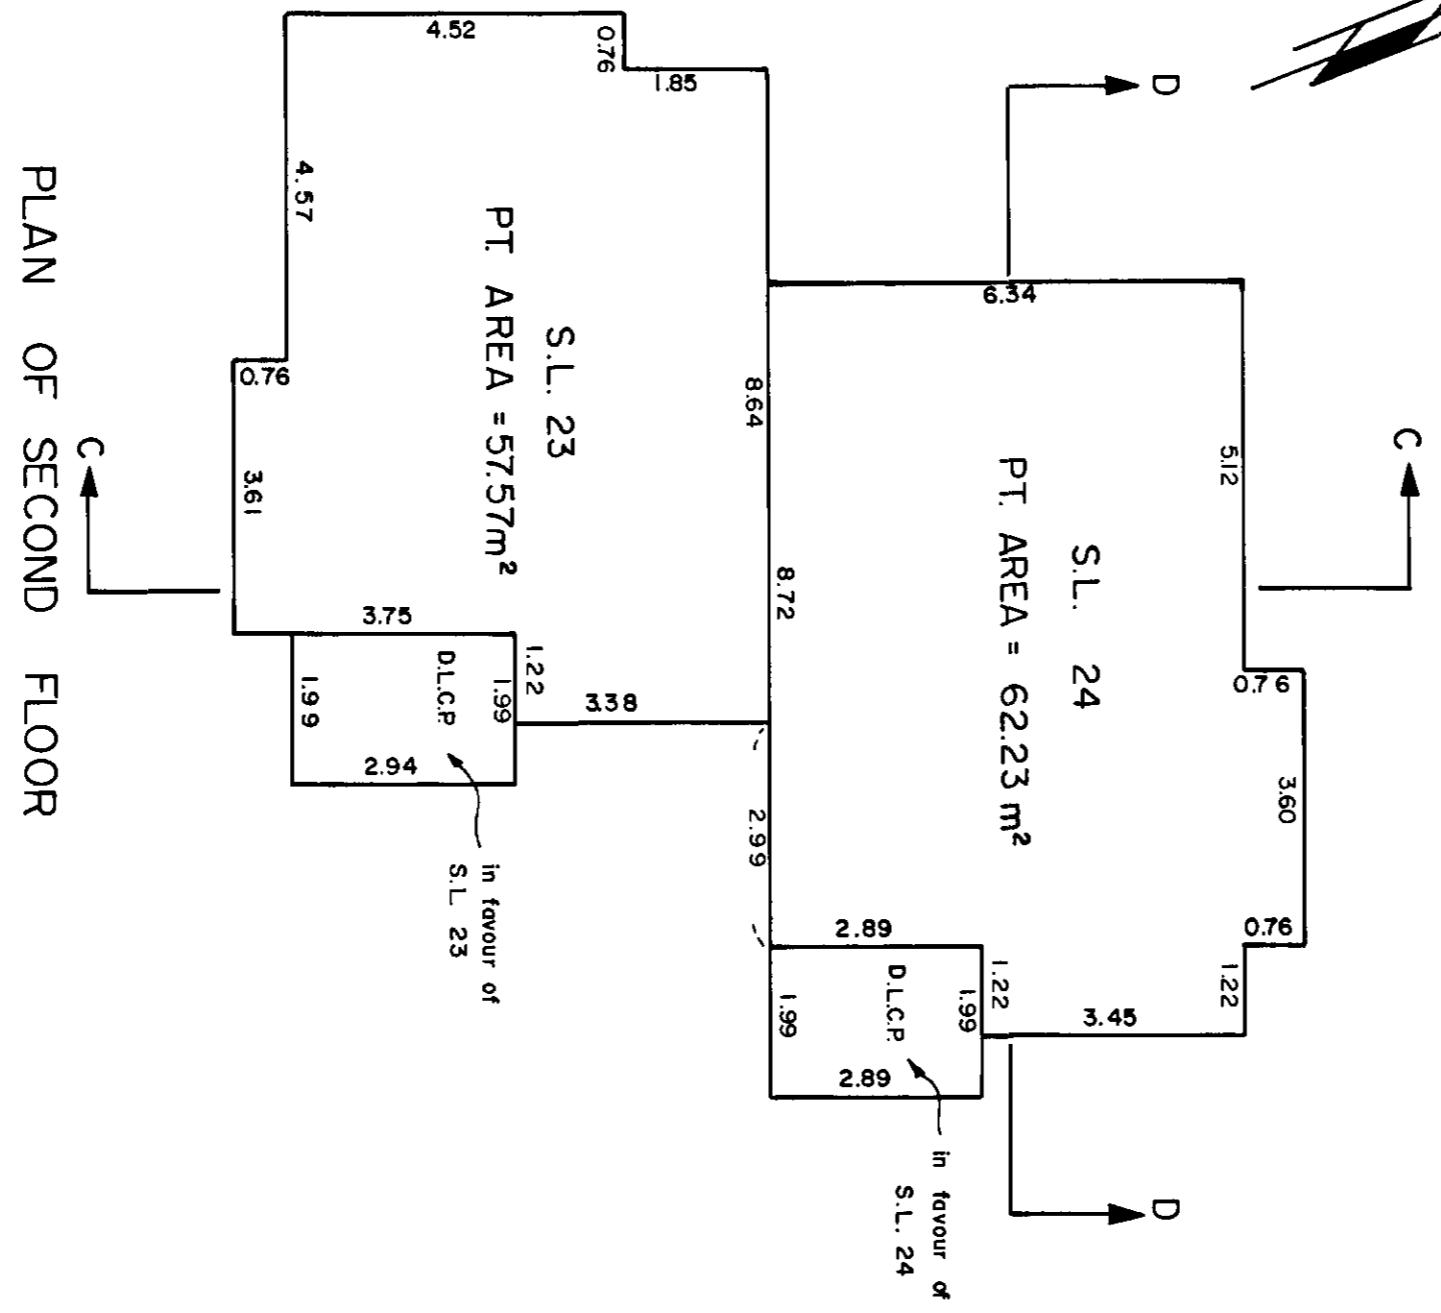 4.52
0.76
1.85
D
4.57
PT. AREA = 57.57m²
S.L. 23
6.34
8.64
5.12
C
0.76
PLAN OF SECOND FLOOR
C
3.61
PT. AREA = 62.23 m²
S.L. 24
8.72
3.75
1.22
1.99
D.L.C.P.
1.99
3.38
2.94
0.76
3.60
2.99
in favour of
S.L. 23
2.89
0.76
1.22
1.22
1.99
D.L.C.P.
1.99
3.45
2.89
in favour of
S.L. 24
D